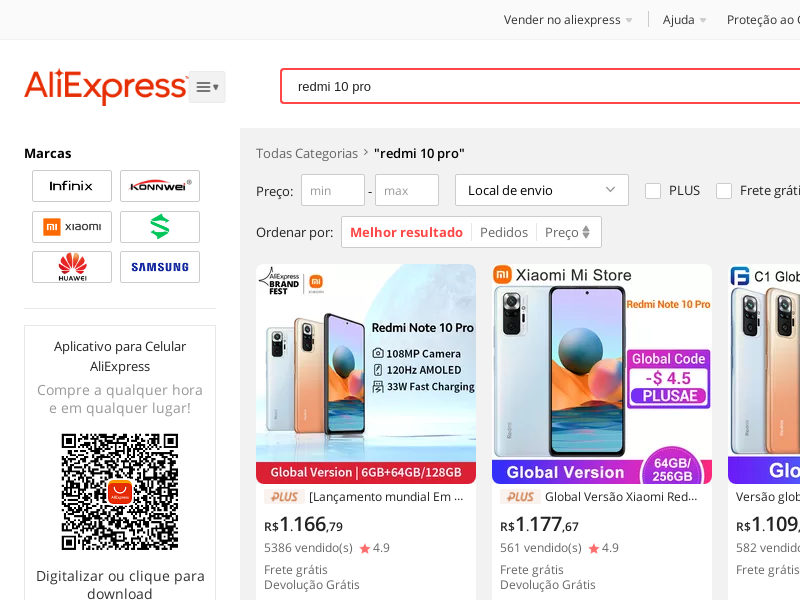 Vender no aliexpress
Ajuda
Proteção ao
AliExpress
redmi 10 pro
Marcas
Infinix
KONNWEI®
mi xiaomi
HUAWEI
SAMSUNG
Aplicativo para Celular
AliExpress
Compre a qualquer hora
e em qualquer lugar!
AliExpress
Digitalizar ou clique para
download
Todas Categorias > "redmi 10 pro"
Preço: min - max Local de envio PLUS Frete gráti
Ordenar por: Melhor resultado Pedidos Preço
AliExpress
BRAND
FEST
mi
Redmi Note 10 Pro
108MP Camera
120Hz AMOLED
33W Fast Charging
Global Version | 6GB+64GB/128GB
PLUS [Lançamento mundial Em ...
R$1.166,79
5386 vendido(s) 4.9
Frete grátis
Devolução Grátis
mi Xiaomi Mi Store
Redmi Note 10 Pro
Global Code
-$ 4.5
PLUSAE
Redmi
64GB/
256GB
Global Version
PLUS Global Versão Xiaomi Red...
R$1.177,67
561 vendido(s) 4.9
Frete grátis
Devolução Grátis
C1 Glob
Redmi
Glo
Versão glob
R$1.109,
582 vendido
Frete grátis